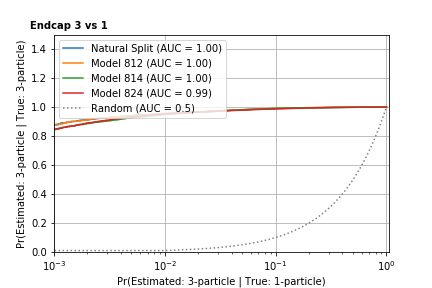 Endcap 3 vs 1
Pr(Estimated: 3-particle | True: 3-particle)
1.4
1.2
1.0
0.8
0.6
0.4
0.2
0.0
Natural Split (AUC = 1.00)
Model 812 (AUC = 1.00)
Model 814 (AUC = 1.00)
Model 824 (AUC = 0.99)
Random (AUC = 0.5)
10⁻³
10⁻²
10⁻¹
10⁰
Pr(Estimated: 3-particle | True: 1-particle)